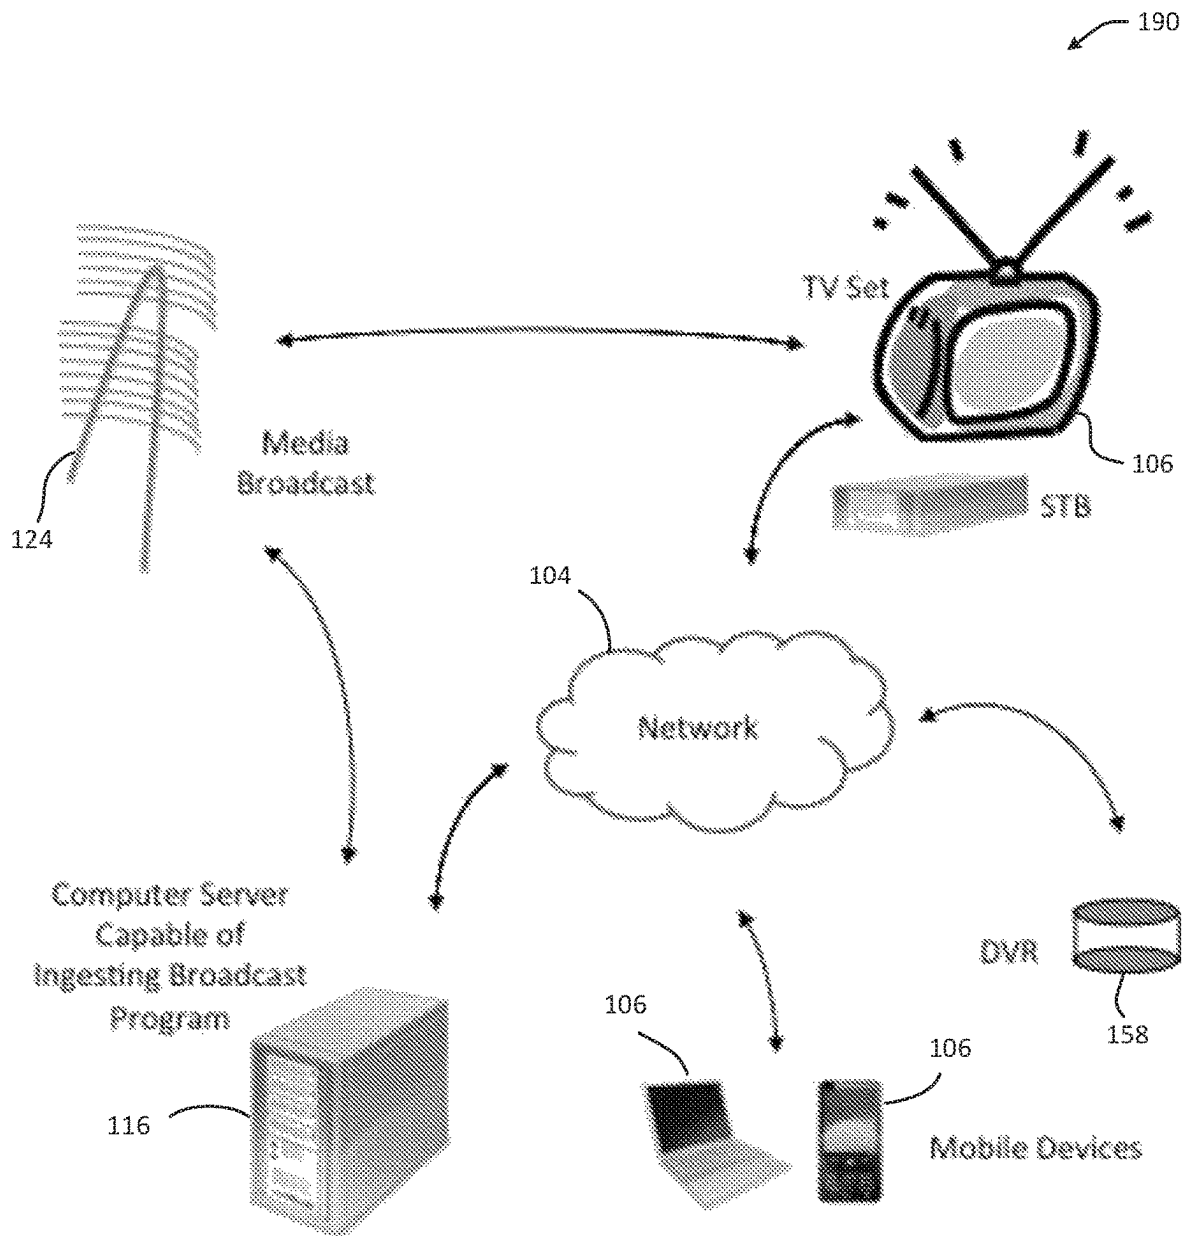 190
TV Set
Media
Broadcast
106
STB
124
104
Network
Computer Server
Capable of
Ingesting Broadcast
Program
DVR
158
106
106
116
Mobile Devices